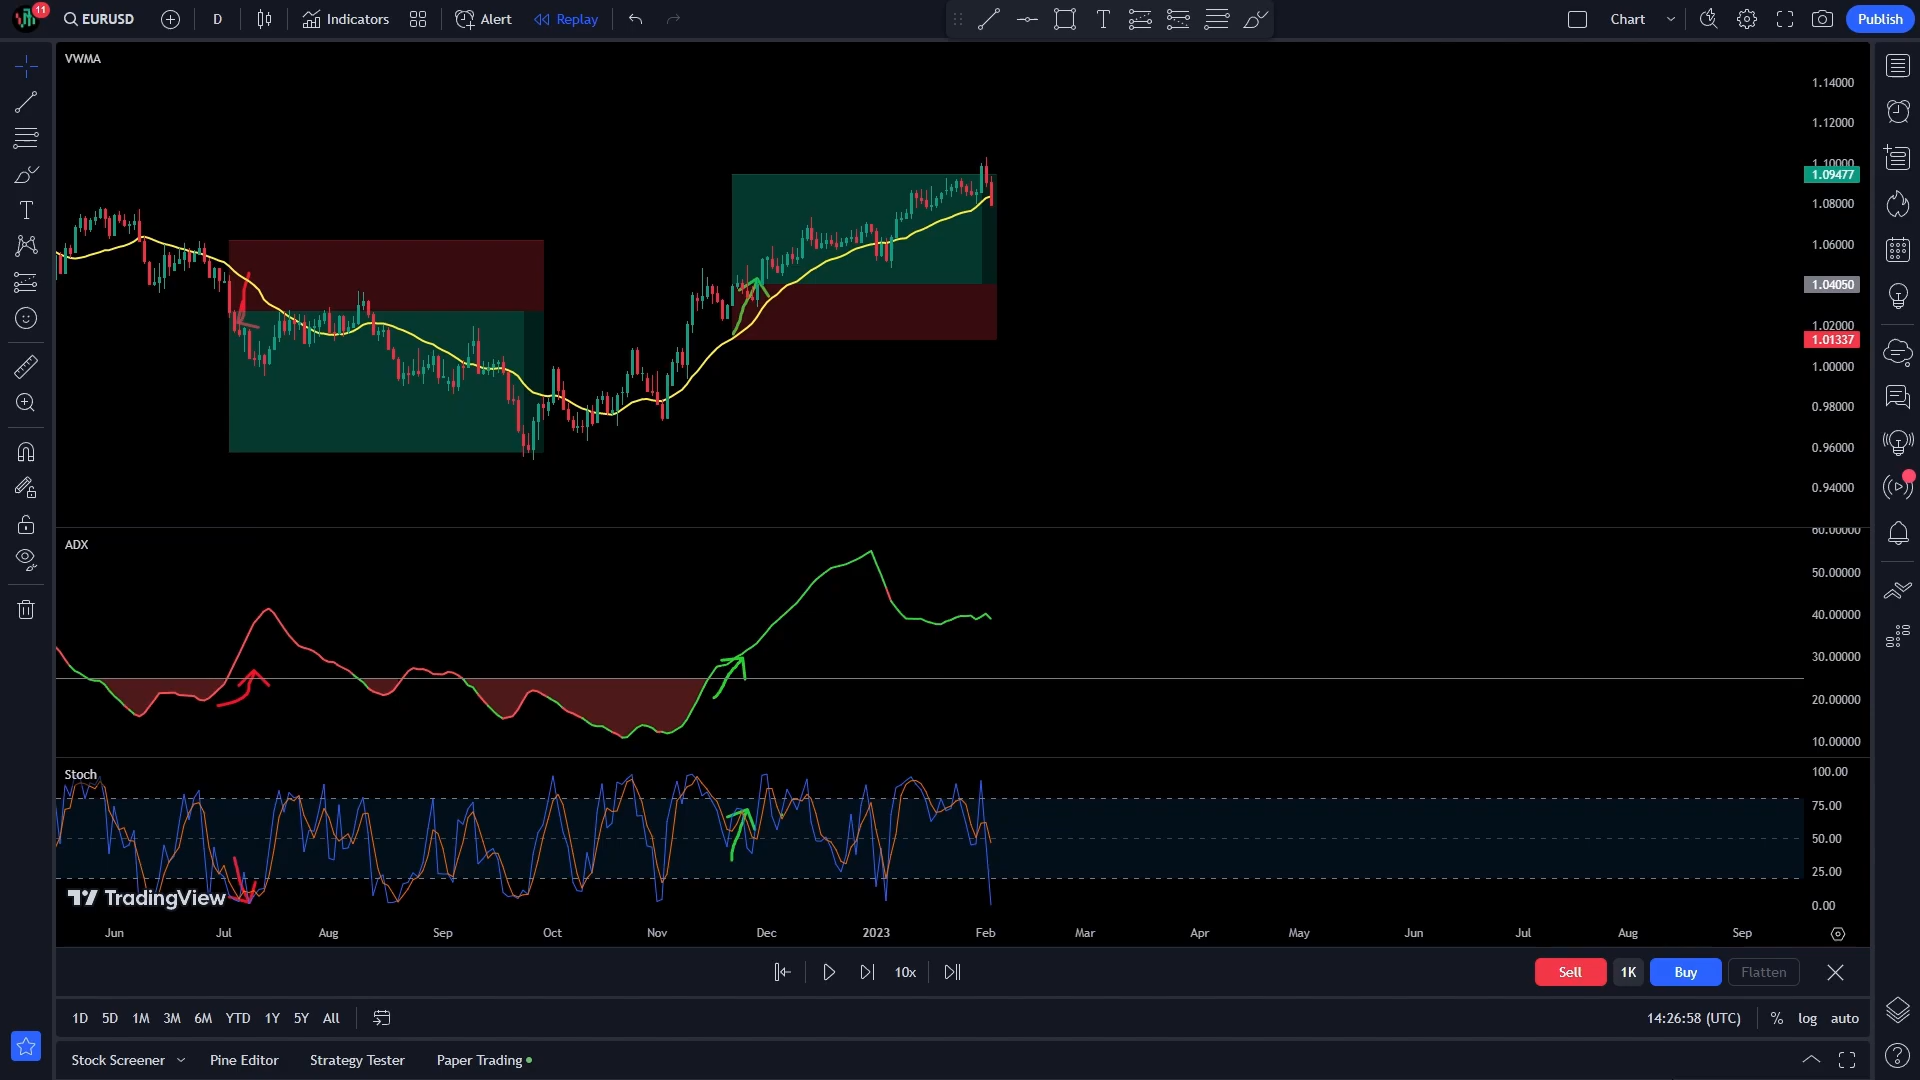 11
EURUSD
D
Indicators
Alert
Replay
Chart
Publish
VWMA
1.14000
1.12000
1.10000
1.09477
1.08000
1.06000
1.04050
1.02000
1.01337
1.00000
0.98000
0.96000
0.94000
ADX
60.00000
50.00000
40.00000
30.00000
20.00000
10.00000
Stoch
100.00
75.00
50.00
25.00
0.00
TradingView
Jun Jul Aug Sep Oct Nov Dec 2023 Feb Mar Apr May Jun Jul Aug Sep
10x
Sell 1K Buy Flatten
1D 5D 1M 3M 6M YTD 1Y 5Y All
14:26:58 (UTC) % log auto
Stock Screener Pine Editor Strategy Tester Paper Trading